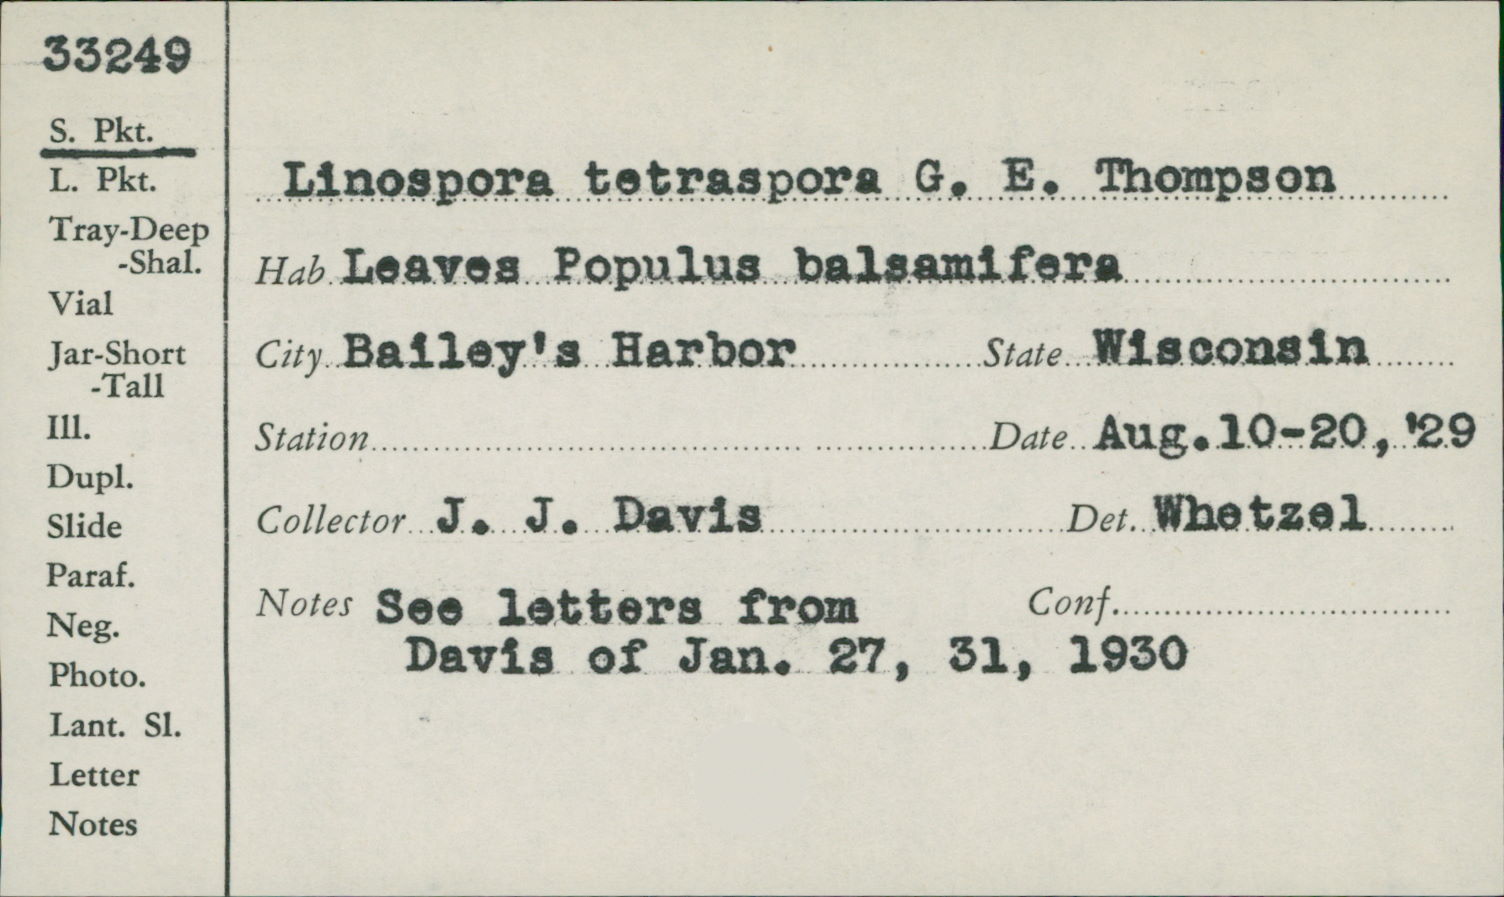 33249
S. Pkt.
L. Pkt.
Tray-Deep
-Shal.
Vial
Jar-Short
-Tall
Ill.
Dupl.
Slide
Paraf.
Neg.
Photo.
Lant. Sl.
Letter
Notes
Linospora tetraspora G. E. Thompson
Hab Leaves Populus balsamifera
City Bailey's Harbor State Wisconsin
Station Date Aug.10-20, '29
Collector J. J. Davis Det. Whetzel
Notes See letters from Conf.
Davis of Jan. 27, 31, 1930